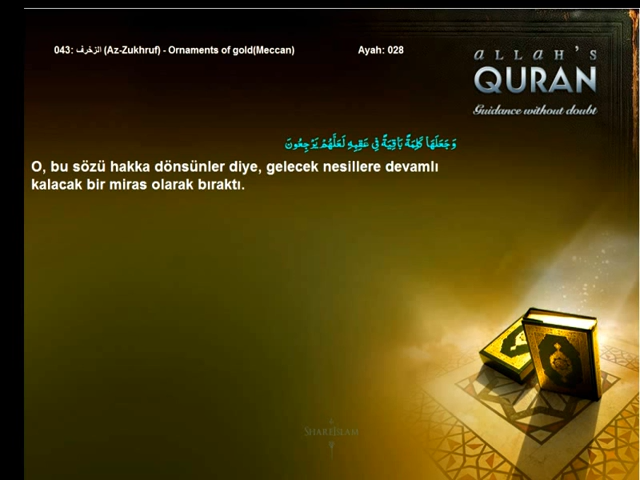 043: الزخرف (Az-Zukhruf) - Ornaments of gold(Meccan) Ayah: 028
ALLAH'S
QURAN
Guidance without doubt
وَجَعَلَهَا كَلِمَةً بَاقِيَةً فِي عَقِبِهِ لَعَلَّهُمْ يَرْجِعُونَ
O, bu sözü hakka dönsünler diye, gelecek nesillere devamlı
kalacak bir miras olarak bıraktı.
SHAREISLAM